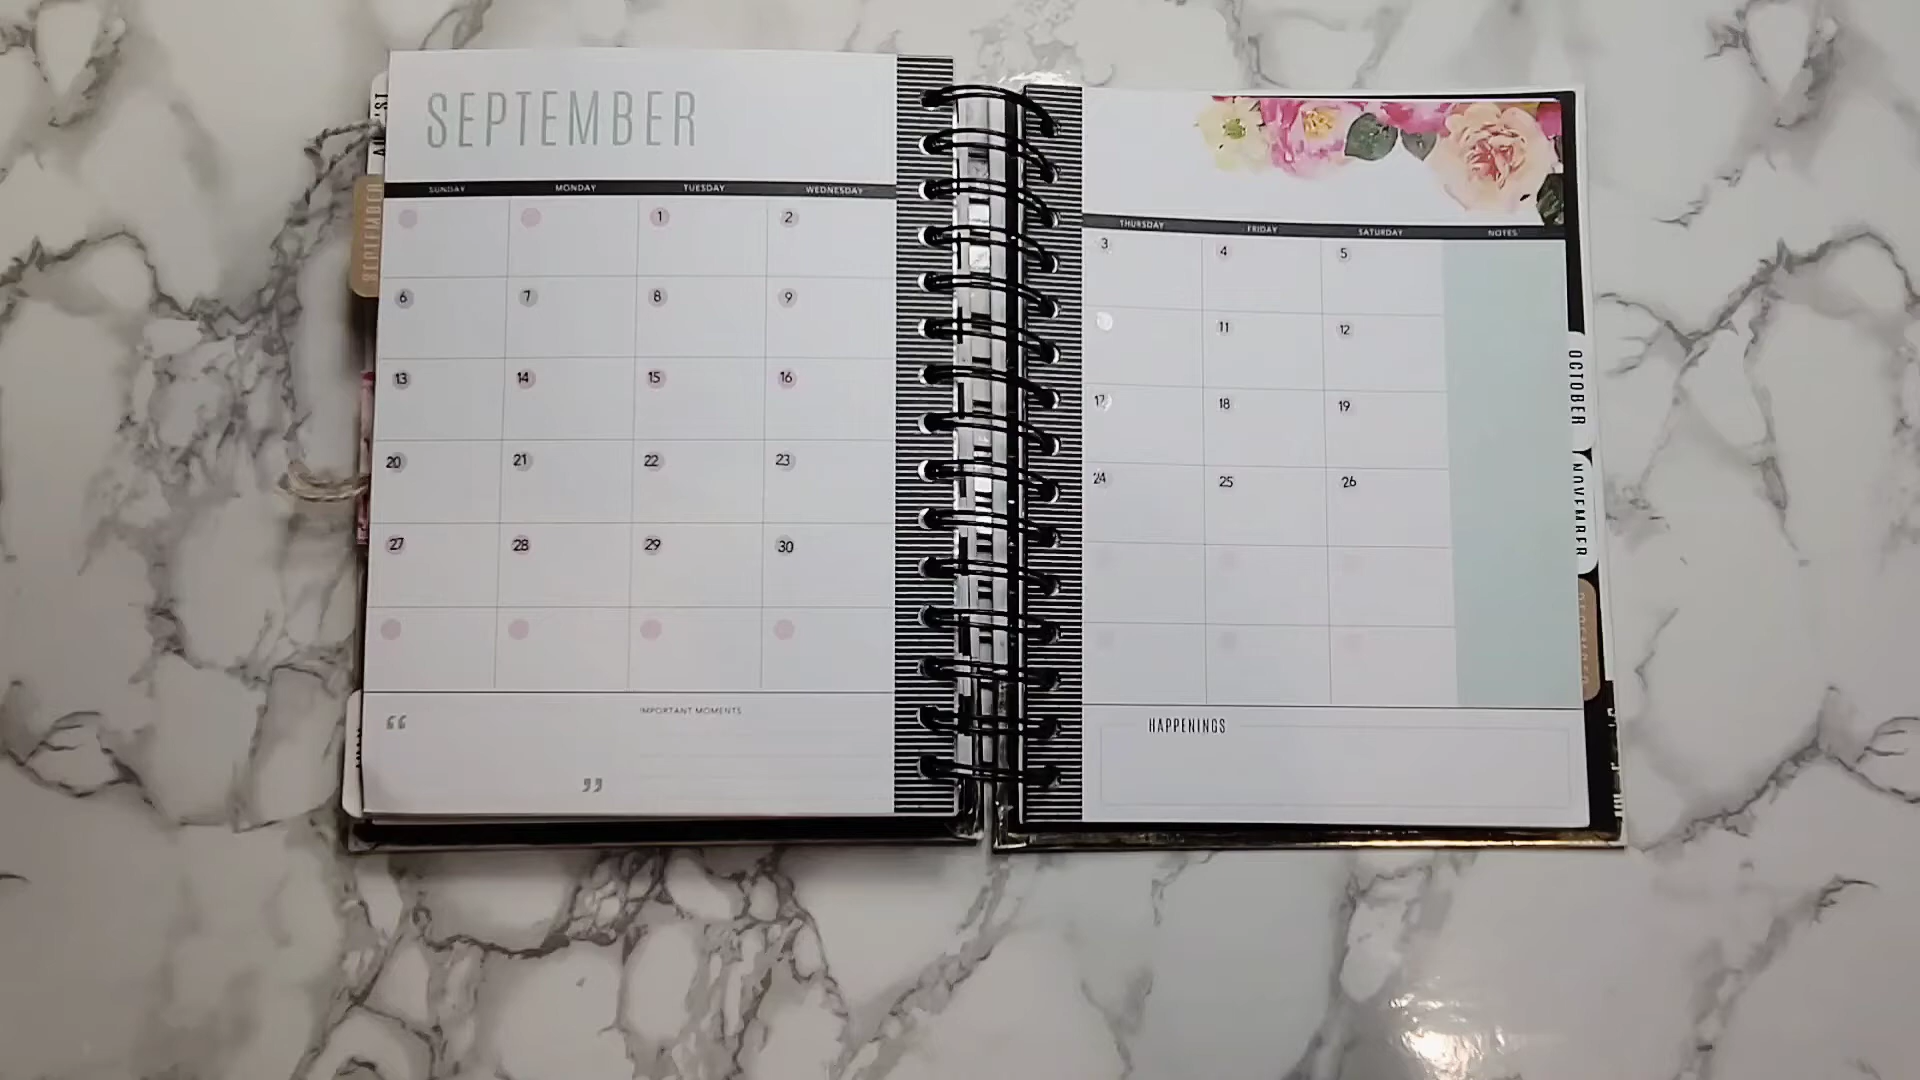 SEPTEMBER
SUNDAY MONDAY TUESDAY WEDNESDAY
1 2
6 7 8 9
13 14 15 16
20 21 22 23
27 28 29 30
“
IMPORTANT MOMENTS
”
SEPTEMBER
THURSDAY FRIDAY SATURDAY NOTES
3 4 5
11 12
17 18 19
24 25 26
HAPPENINGS
OCTOBER
NOVEMBER